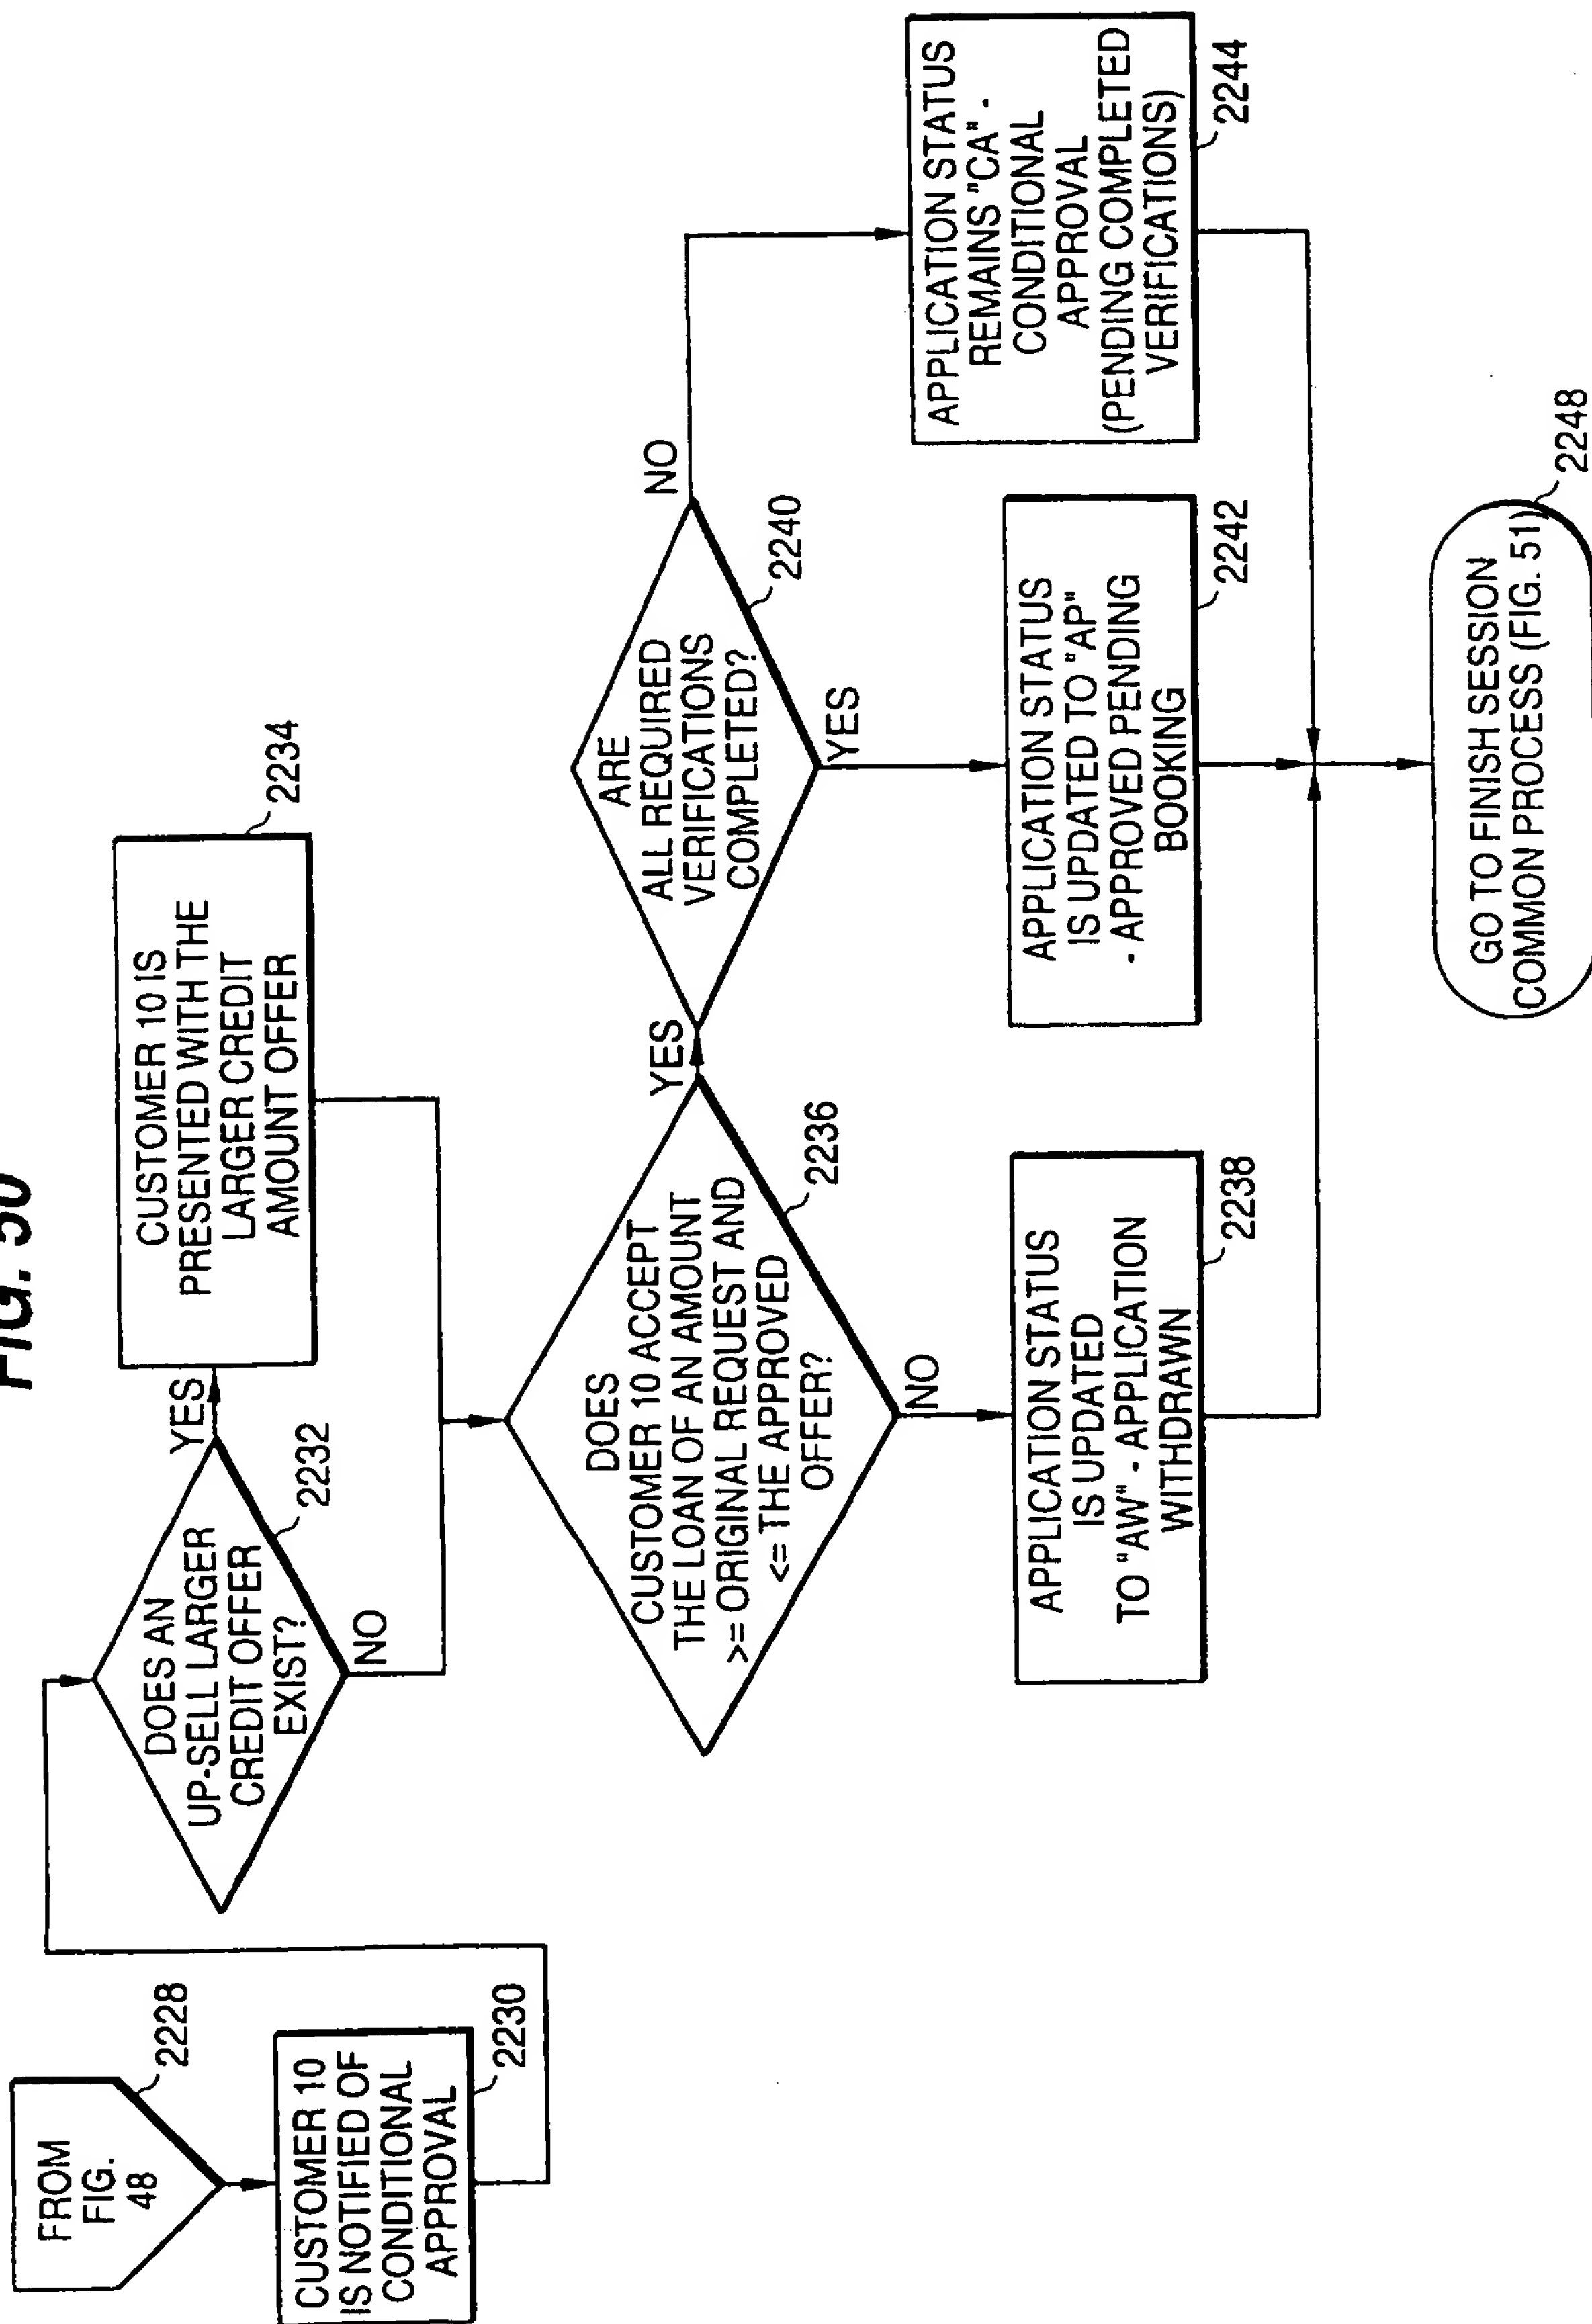 FIG. 50
FROM
FIG.
48
2228
CUSTOMER 10
IS NOTIFIED OF
CONDITIONAL
APPROVAL
2230
DOES AN
UP-SELL LARGER
CREDIT OFFER
EXIST?
2232
YES
NO
CUSTOMER 10 IS
PRESENTED WITH THE
LARGER CREDIT
AMOUNT OFFER
2234
DOES
CUSTOMER 10 ACCEPT
THE LOAN OF AN AMOUNT
>= ORIGINAL REQUEST AND
<= THE APPROVED
OFFER?
2236
YES
NO
APPLICATION STATUS
IS UPDATED
TO "AW" - APPLICATION
WITHDRAWN
2238
ARE
ALL REQUIRED
VERIFICATIONS
COMPLETED?
2240
NO
YES
APPLICATION STATUS
IS UPDATED TO "AP"
- APPROVED PENDING
BOOKING
2242
APPLICATION STATUS
REMAINS "CA" -
CONDITIONAL
APPROVAL
(PENDING COMPLETED
VERIFICATIONS)
2244
GO TO FINISH SESSION
COMMON PROCESS (FIG. 51)
2248